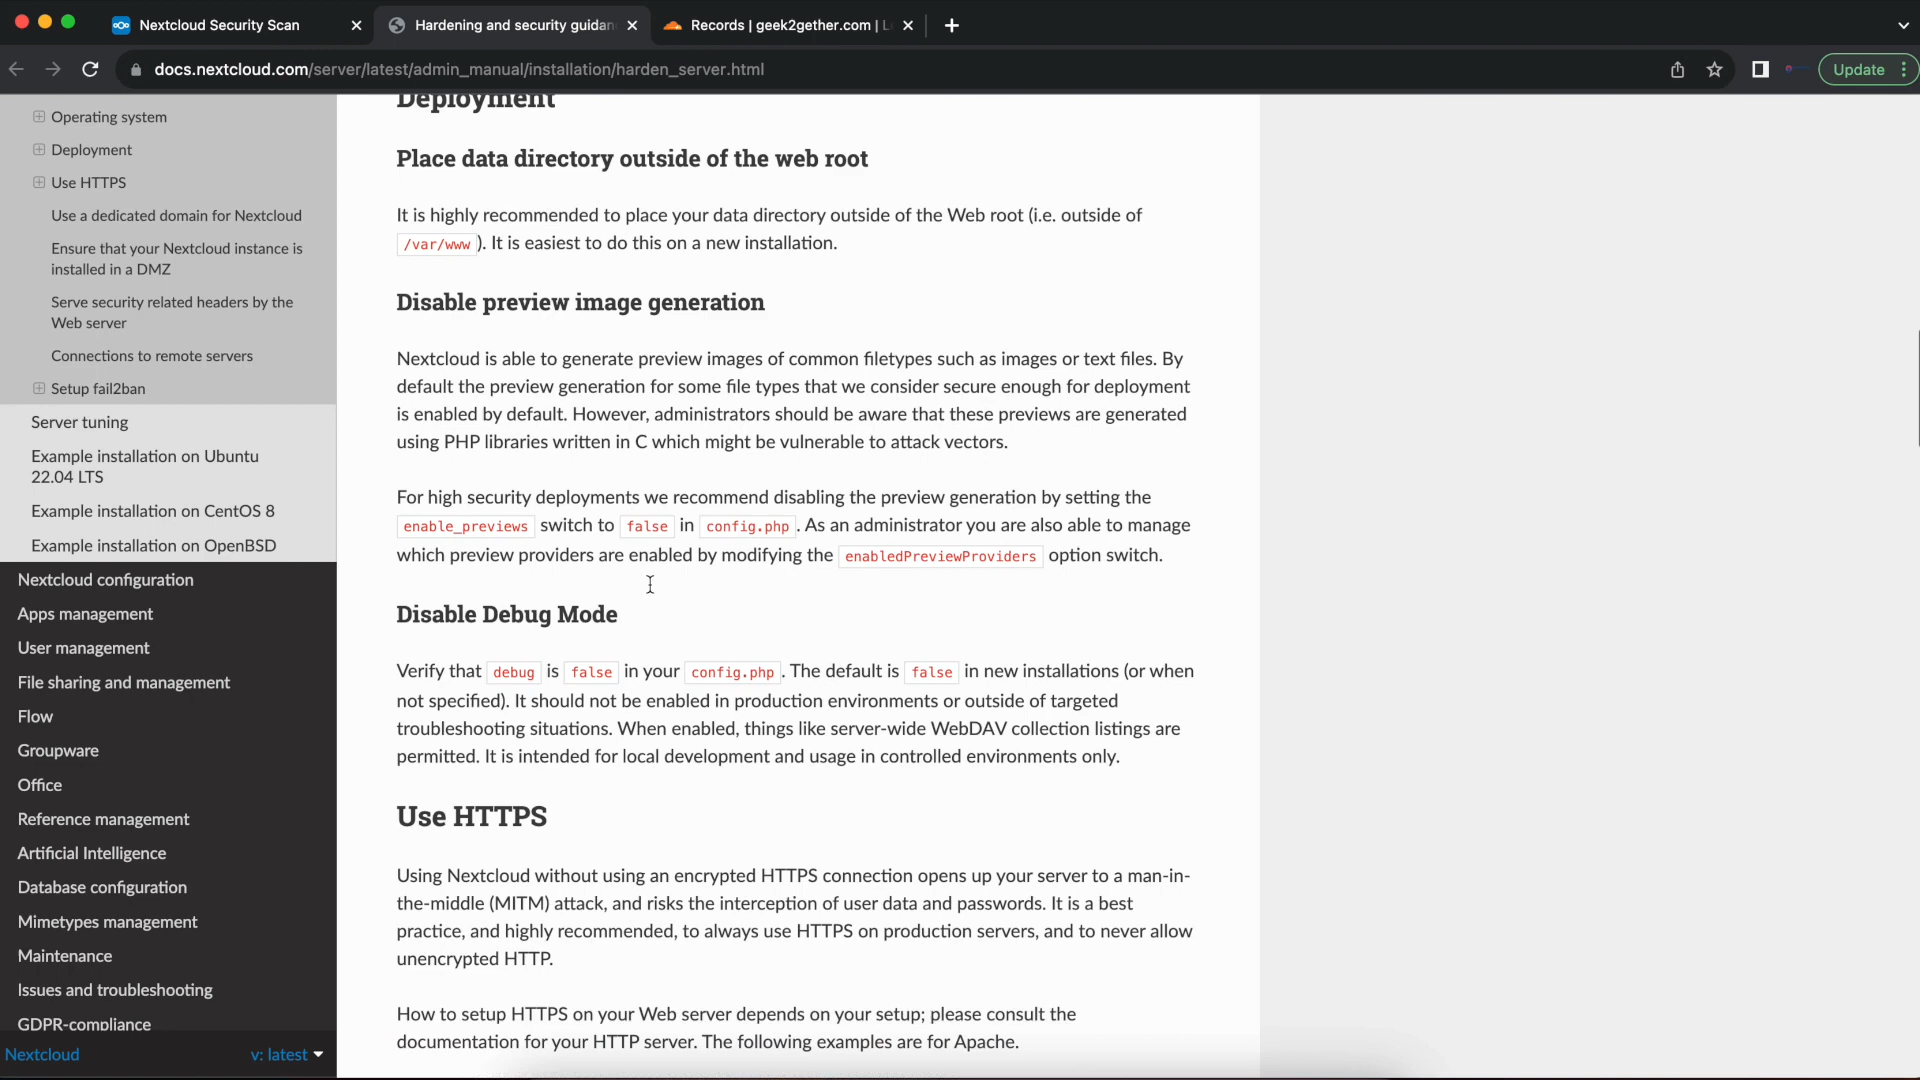 Nextcloud Security Scan
Hardening and security guidan
Records | geek2gether.com | L
docs.nextcloud.com/server/latest/admin_manual/installation/harden_server.html
Update
Operating system
Deployment
Use HTTPS
Use a dedicated domain for Nextcloud
Ensure that your Nextcloud instance is
installed in a DMZ
Serve security related headers by the
Web server
Connections to remote servers
Setup fail2ban
Server tuning
Example installation on Ubuntu
22.04 LTS
Example installation on CentOS 8
Example installation on OpenBSD
Nextcloud configuration
Apps management
User management
File sharing and management
Flow
Groupware
Office
Reference management
Artificial Intelligence
Database configuration
Mimetypes management
Maintenance
Issues and troubleshooting
GDPR-compliance
Nextcloud
v: latest
Deployment
Place data directory outside of the web root
It is highly recommended to place your data directory outside of the Web root (i.e. outside of
/var/www ). It is easiest to do this on a new installation.
Disable preview image generation
Nextcloud is able to generate preview images of common filetypes such as images or text files. By
default the preview generation for some file types that we consider secure enough for deployment
is enabled by default. However, administrators should be aware that these previews are generated
using PHP libraries written in C which might be vulnerable to attack vectors.
For high security deployments we recommend disabling the preview generation by setting the
enable_previews switch to false in config.php . As an administrator you are also able to manage
which preview providers are enabled by modifying the enabledPreviewProviders option switch.
Disable Debug Mode
Verify that debug is false in your config.php . The default is false in new installations (or when
not specified). It should not be enabled in production environments or outside of targeted
troubleshooting situations. When enabled, things like server-wide WebDAV collection listings are
permitted. It is intended for local development and usage in controlled environments only.
Use HTTPS
Using Nextcloud without using an encrypted HTTPS connection opens up your server to a man-in-
the-middle (MITM) attack, and risks the interception of user data and passwords. It is a best
practice, and highly recommended, to always use HTTPS on production servers, and to never allow
unencrypted HTTP.
How to setup HTTPS on your Web server depends on your setup; please consult the
documentation for your HTTP server. The following examples are for Apache.